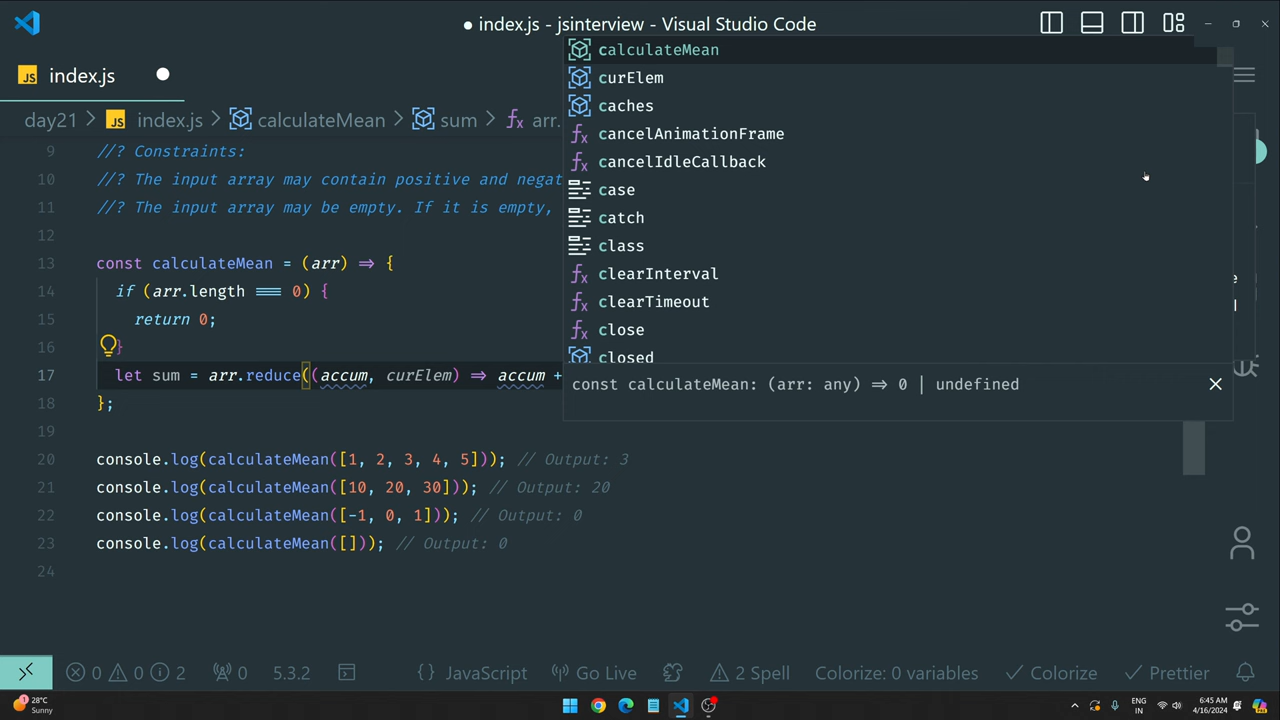 ● index.js - jsinterview - Visual Studio Code
JS index.js
day21 > JS index.js > calculateMean > sum > fx arr.
9 //? Constraints:
10 //? The input array may contain positive and negat
11 //? The input array may be empty. If it is empty,
12
13 const calculateMean = (arr) ⇒ {
14 if (arr.length === 0) {
15 return 0;
16 }
17 let sum = arr.reduce((accum, curElem) ⇒ accum +
18 };
19
20 console.log(calculateMean([1, 2, 3, 4, 5])); // Output: 3
21 console.log(calculateMean([10, 20, 30])); // Output: 20
22 console.log(calculateMean([-1, 0, 1])); // Output: 0
23 console.log(calculateMean([])); // Output: 0
24
calculateMean
curElem
caches
cancelAnimationFrame
cancelIdleCallback
case
catch
class
clearInterval
clearTimeout
close
closed
const calculateMean: (arr: any) ⇒ 0 | undefined
0 0 2 0 5.3.2 {} JavaScript Go Live 2 Spell Colorize: 0 variables Colorize Prettier
1 28°C
Sunny
ENG
IN
6:45 AM
4/16/2024